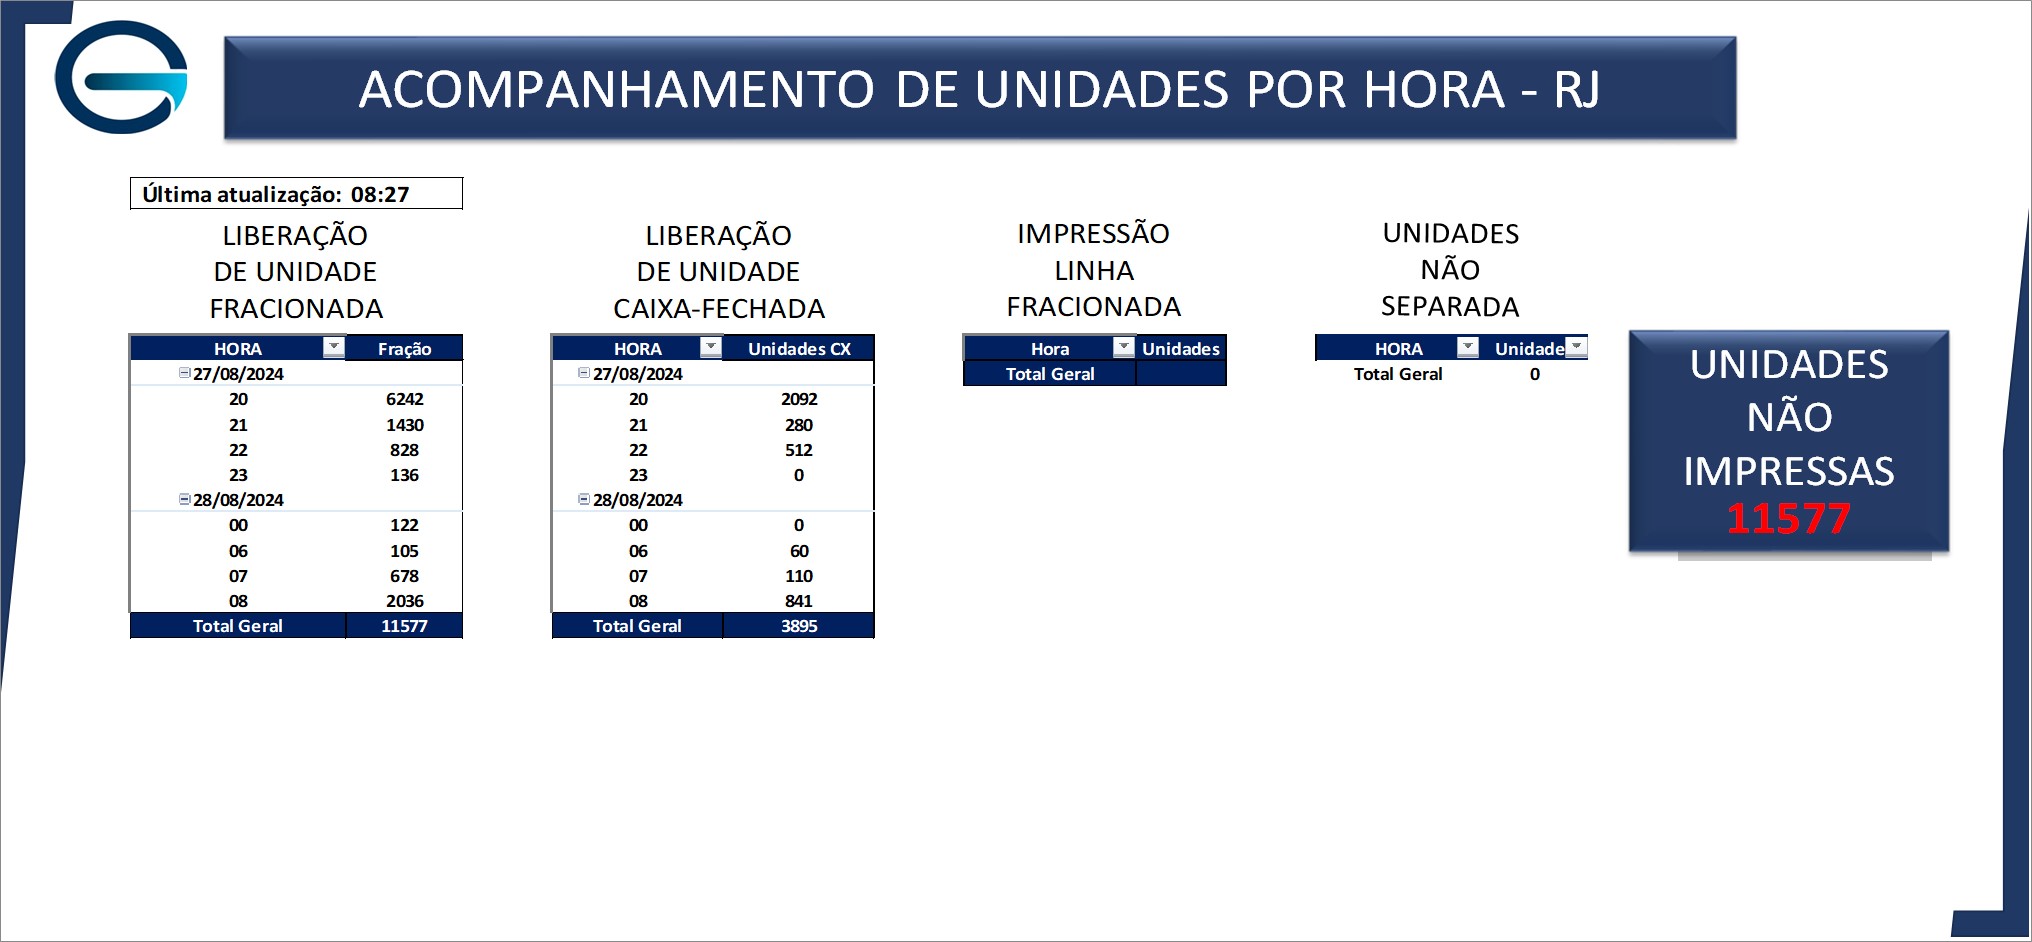 ACOMPANHAMENTO DE UNIDADES POR HORA - RJ
Última atualização: 08:27
LIBERAÇÃO
DE UNIDADE
FRACIONADA
HORA Fração
27/08/2024
20 6242
21 1430
22 828
23 136
28/08/2024
00 122
06 105
07 678
08 2036
Total Geral 11577
LIBERAÇÃO
DE UNIDADE
CAIXA-FECHADA
HORA Unidades CX
27/08/2024
20 2092
21 280
22 512
23 0
28/08/2024
00 0
06 60
07 110
08 841
Total Geral 3895
IMPRESSÃO
LINHA
FRACIONADA
Hora Unidades
Total Geral
UNIDADES
NÃO
SEPARADA
HORA Unidade
Total Geral 0
UNIDADES
NÃO
IMPRESSAS
11577